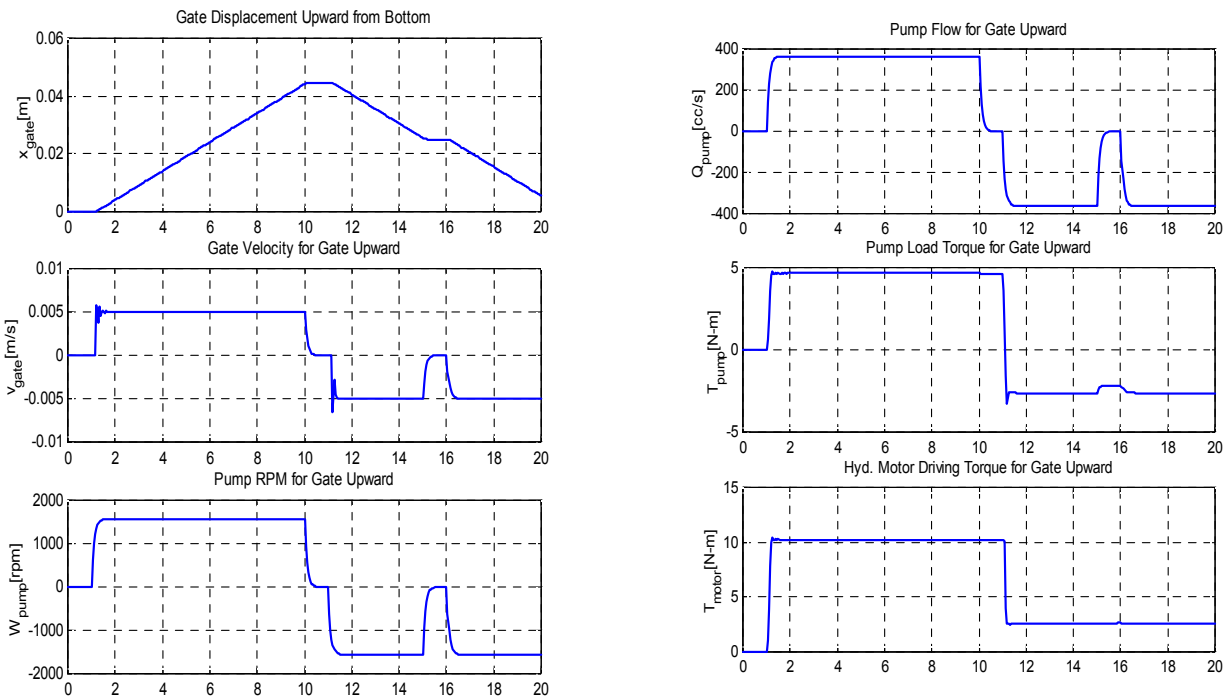 Gate Displacement Upward from Bottom
0.06
0.04
0.02
0
x_gate[m]
0 2 4 6 8 10 12 14 16 18 20
Gate Velocity for Gate Upward
0.01
0.005
0
-0.005
-0.01
v_gate[m/s]
0 2 4 6 8 10 12 14 16 18 20
Pump RPM for Gate Upward
2000
1000
0
-1000
-2000
W_pump[rpm]
0 2 4 6 8 10 12 14 16 18 20
Pump Flow for Gate Upward
400
200
0
-200
-400
Q_pump[cc/s]
0 2 4 6 8 10 12 14 16 18 20
Pump Load Torque for Gate Upward
5
0
-5
T_pump[N-m]
0 2 4 6 8 10 12 14 16 18 20
Hyd. Motor Driving Torque for Gate Upward
15
10
5
0
T_motor[N-m]
0 2 4 6 8 10 12 14 16 18 20